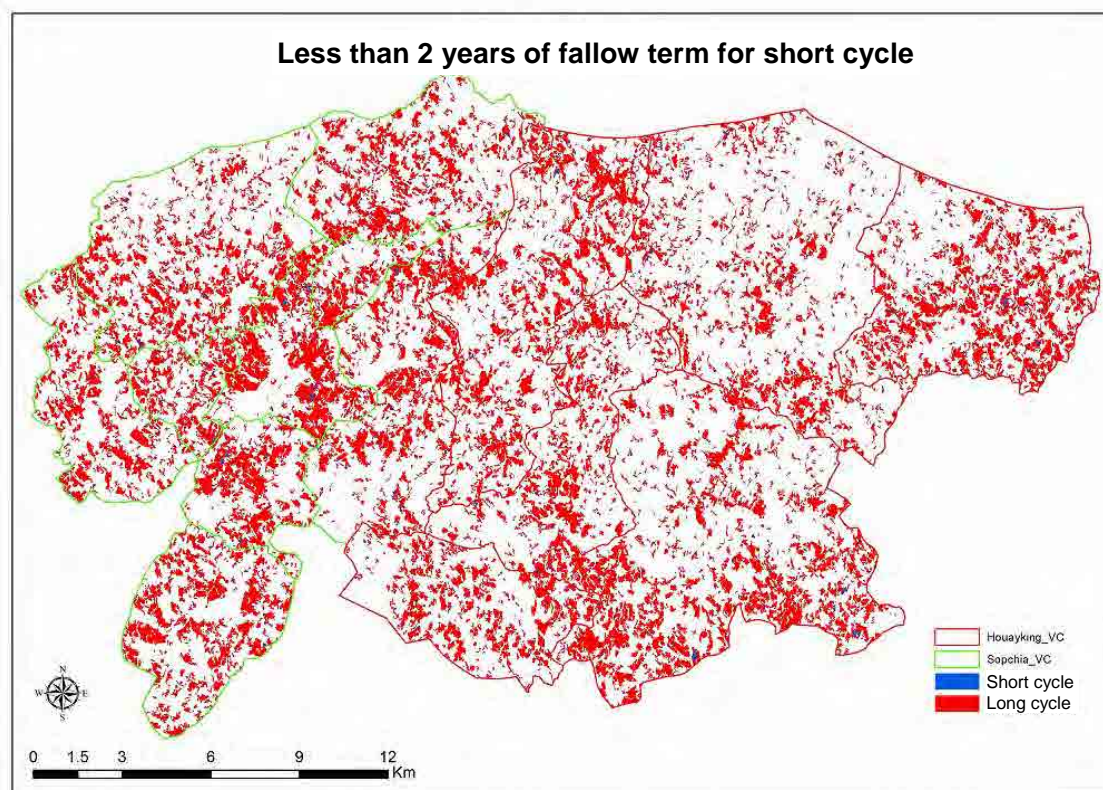 Less than 2 years of fallow term for short cycle
Houayking_VC
Sapchia_VC
Short cycle
Long cycle
N
W E
S
0 1.5 3 6 9 12
Km